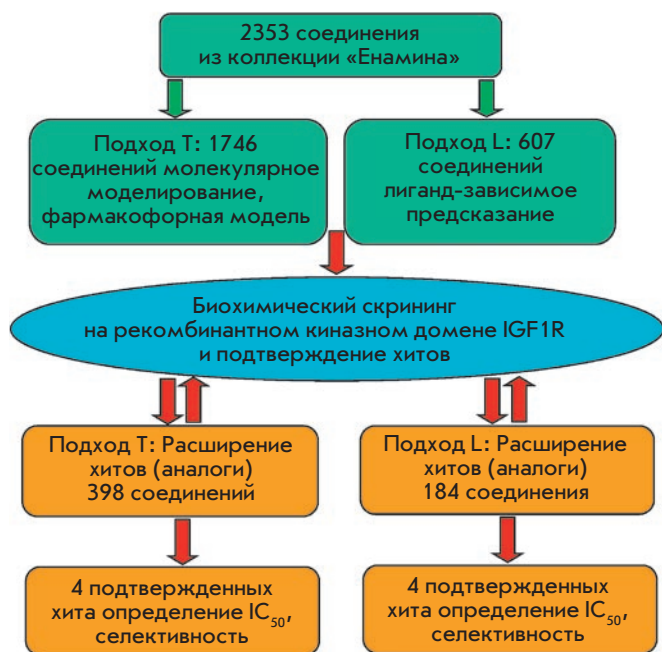 2353 соединения
из коллекции «Енамина»
Подход T: 1746
соединений молекулярное
моделирование,
фармакофорная модель
Подход L: 607
соединений
лиганд-зависимое
предсказание
Биохимический скрининг
на рекомбинантном киназном домене IGF1R
и подтверждение хитов
Подход T: Расширение
хитов (аналоги)
398 соединений
Подход L: Расширение
хитов (аналоги)
184 соединения
4 подтвержденных
хита определение IC₅₀,
селективность
4 подтвержденных
хита определение IC₅₀,
селективность